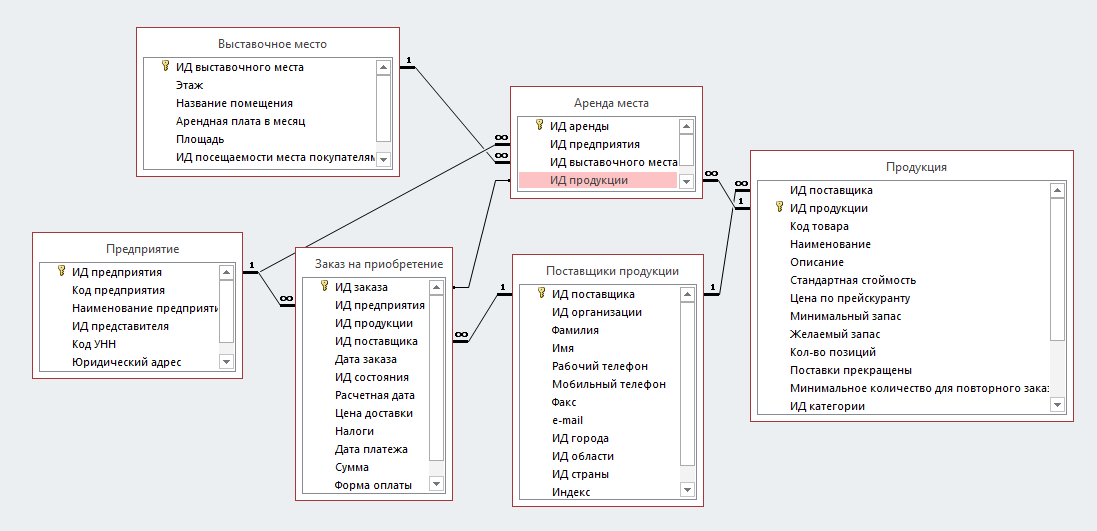 Выставочное место
ИД выставочного места
Этаж
Название помещения
Арендная плата в месяц
Площадь
ИД посещаемости места покупателям
1
Аренда места
ИД аренды
ИД предприятия
ИД выставочного места
ИД продукции
∞
∞
∞
Продукция
ИД поставщика
ИД продукции
Код товара
Наименование
Описание
Стандартная стоймость
Цена по прейскуранту
Минимальный запас
Желаемый запас
Кол-во позиций
Поставки прекращены
Минимальное количество для повторного заказ
ИД категории
∞
1
Предприятие
ИД предприятия
Код предприятия
Наименование предприяти
ИД представителя
Код УНН
Юридический адрес
1
∞
Заказ на приобретение
ИД заказа
ИД предприятия
ИД продукции
ИД поставщика
Дата заказа
ИД состояния
Расчетная дата
Цена доставки
Налоги
Дата платежа
Сумма
Форма оплаты
∞
1
Поставщики продукции
ИД поставщика
ИД организации
Фамилия
Имя
Рабочий телефон
Мобильный телефон
Факс
e-mail
ИД города
ИД области
ИД страны
Индекс
1